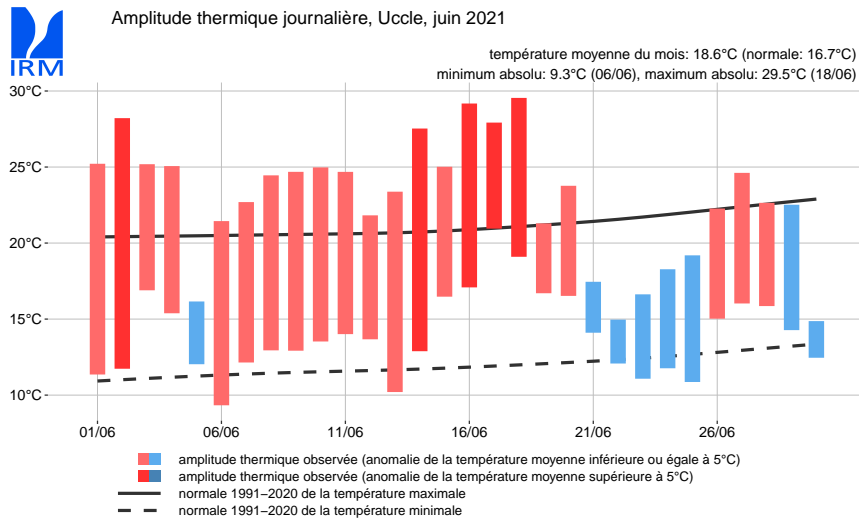 Amplitude thermique journalière, Uccle, juin 2021
IRM
température moyenne du mois: 18.6°C (normale: 16.7°C)
minimum absolu: 9.3°C (06/06), maximum absolu: 29.5°C (18/06)
30°C
25°C
20°C
15°C
10°C
01/06 06/06 11/06 16/06 21/06 26/06
amplitude thermique observée (anomalie de la température moyenne inférieure ou égale à 5°C)
amplitude thermique observée (anomalie de la température moyenne supérieure à 5°C)
normale 1991–2020 de la température maximale
normale 1991–2020 de la température minimale